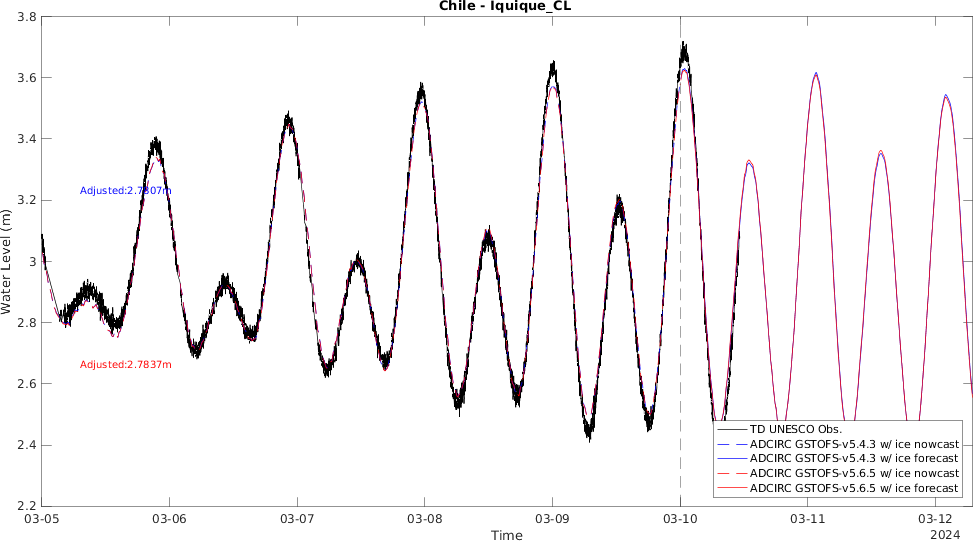 Chile - Iquique_CL
3.8
3.6
3.4
3.2
3
2.8
2.6
2.4
2.2
Water Level (m)
Adjusted:2.7807m
Adjusted:2.7837m
TD UNESCO Obs.
ADCIRC GSTOFS-v5.4.3 w/ ice nowcast
ADCIRC GSTOFS-v5.4.3 w/ ice forecast
ADCIRC GSTOFS-v5.6.5 w/ ice nowcast
ADCIRC GSTOFS-v5.6.5 w/ ice forecast
03-05 03-06 03-07 03-08 03-09 03-10 03-11 03-12
Time
2024